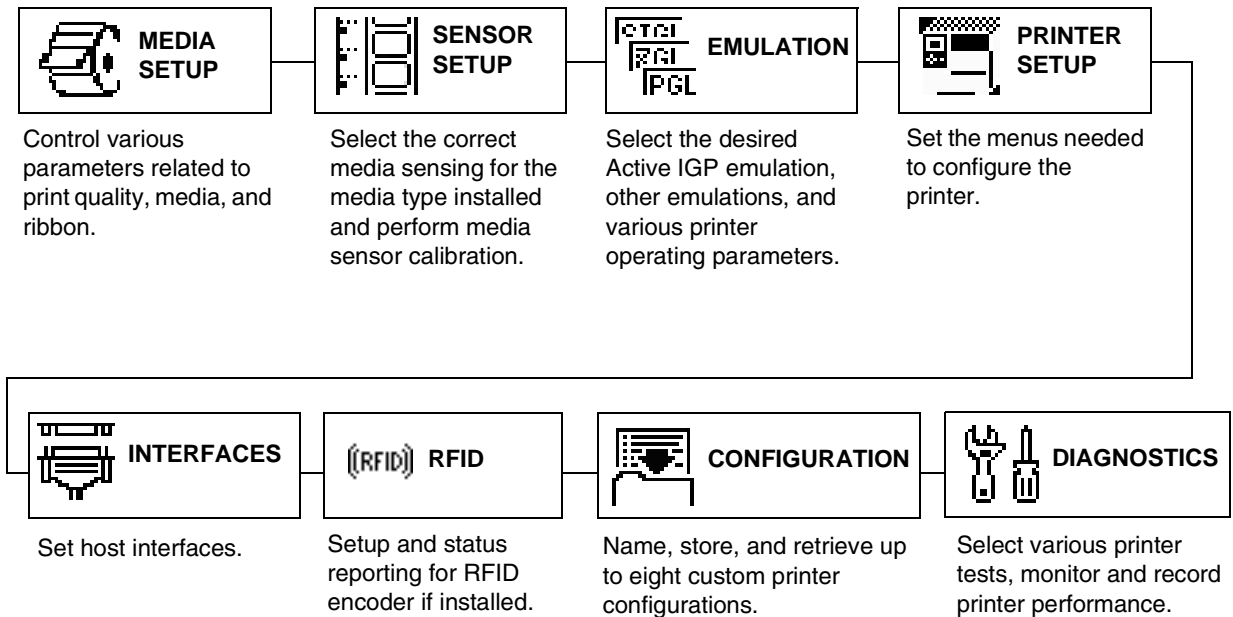 MEDIA
SETUP
Control various
parameters related to
print quality, media, and
ribbon.
SENSOR
SETUP
Select the correct
media sensing for the
media type installed
and perform media
sensor calibration.
PGL
EMULATION
Select the desired
Active IGP emulation,
other emulations, and
various printer
operating parameters.
PRINTER
SETUP
Set the menus needed
to configure the
printer.
INTERFACES
Set host interfaces.
((RFID))
RFID
Setup and status
reporting for RFID
encoder if installed.
CONFIGURATION
Name, store, and retrieve up
to eight custom printer
configurations.
DIAGNOSTICS
Select various printer
tests, monitor and record
printer performance.